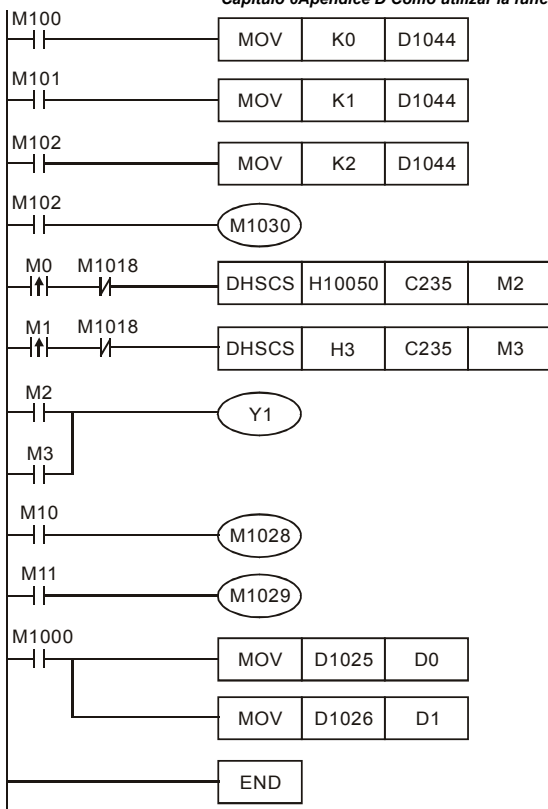 Capítulo 6Apéndice D Cómo utilizar la func
M100
MOV K0 D1044
M101
MOV K1 D1044
M102
MOV K2 D1044
M102
M1030
M0 M1018
DHSCS H10050 C235 M2
M1 M1018
DHSCS H3 C235 M3
M2
Y1
M3
M10
M1028
M11
M1029
M1000
MOV D1025 D0
MOV D1026 D1
END